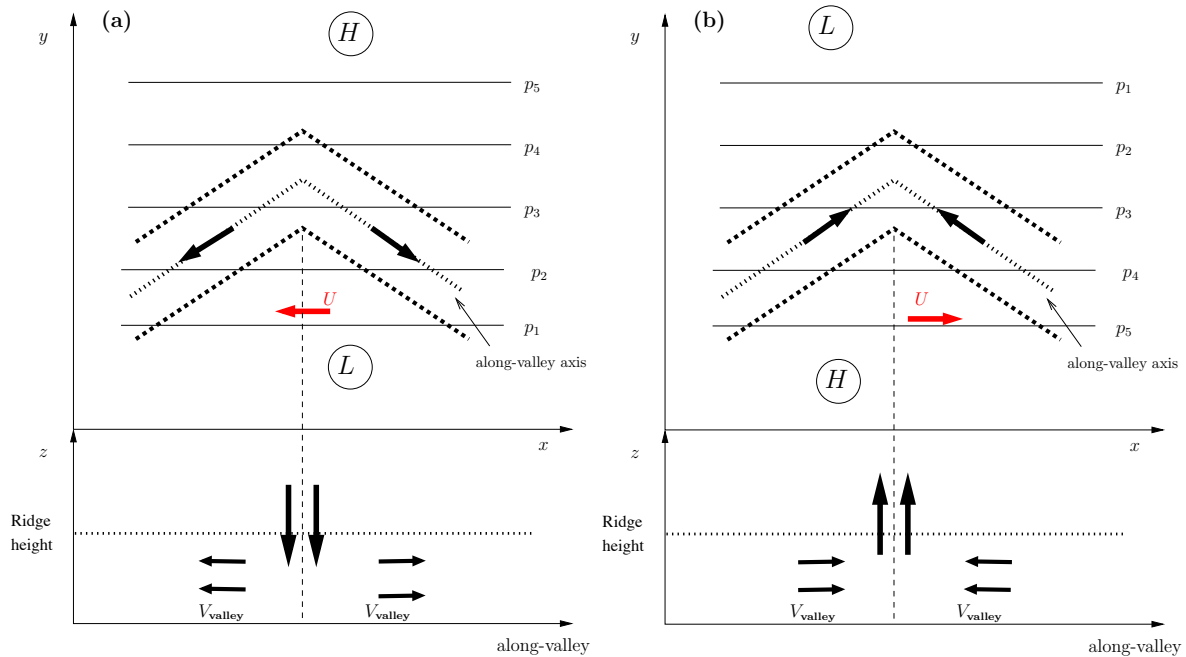 (a)
y
H
p5
p4
p3
p2
U
p1
along-valley axis
L
x
z
Ridge
height
Vvalley
Vvalley
along-valley
(b)
y
L
p1
p2
p3
p4
U
p5
along-valley axis
H
x
z
Ridge
height
Vvalley
Vvalley
along-valley